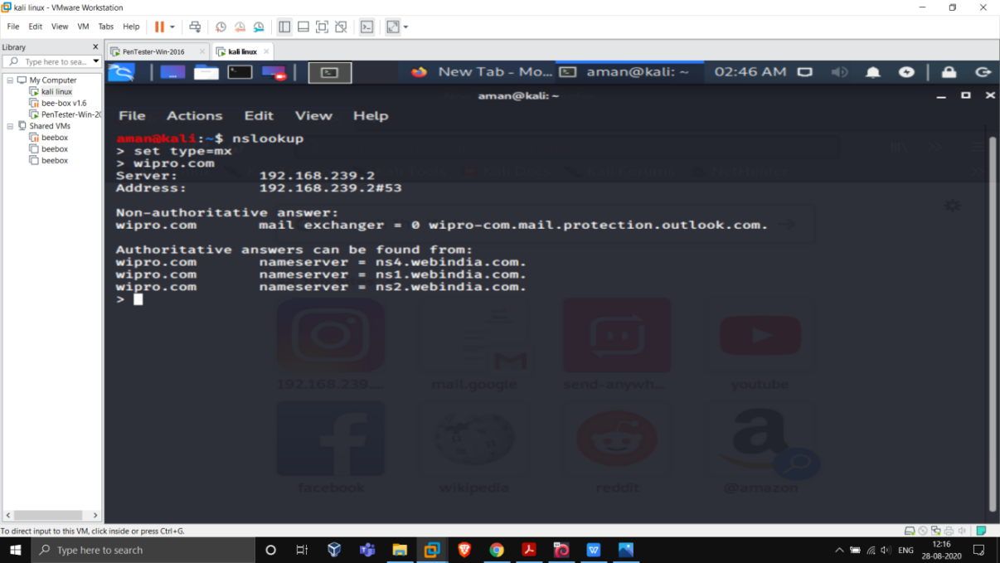 kali linux - VMware Workstation
File Edit View VM Tabs Help
Library X
Type here to sea...
My Computer
kali linux
bee-box v1.6
PenTester-Win-20
Shared VMs
beebox
beebox
beebox
PenTester-Win-2016 kali linux
New Tab - Mo... aman@kali: ~ 02:46 AM
aman@kali: ~
File Actions Edit View Help
aman@kali:~$ nslookup
> set type=mx
> wipro.com
Server: 192.168.239.2
Address: 192.168.239.2#53
Non-authoritative answer:
wipro.com mail exchanger = 0 wipro-com.mail.protection.outlook.com.
Authoritative answers can be found from:
wipro.com nameserver = ns4.webindia.com.
wipro.com nameserver = ns1.webindia.com.
wipro.com nameserver = ns2.webindia.com.
>
192.168.239.... mail.google send-anywh... youtube
facebook wikipedia reddit @amazon
To direct input to this VM, click inside or press Ctrl+G.
Type here to search
ENG
12:16
28-08-2020